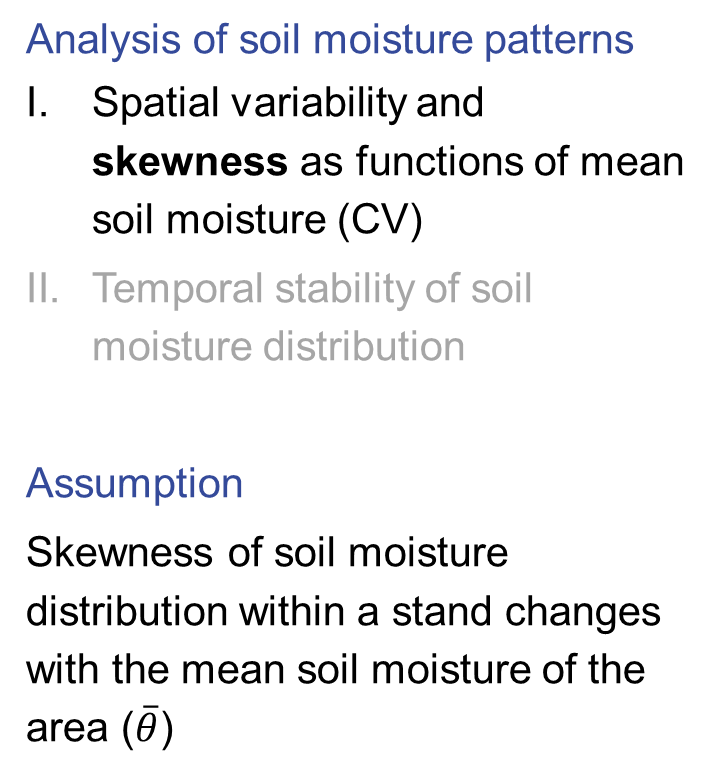 Analysis of soil moisture patterns
I. Spatial variability and
skewness as functions of mean
soil moisture (CV)
II. Temporal stability of soil
moisture distribution
Assumption
Skewness of soil moisture
distribution within a stand changes
with the mean soil moisture of the
area (θ̄)